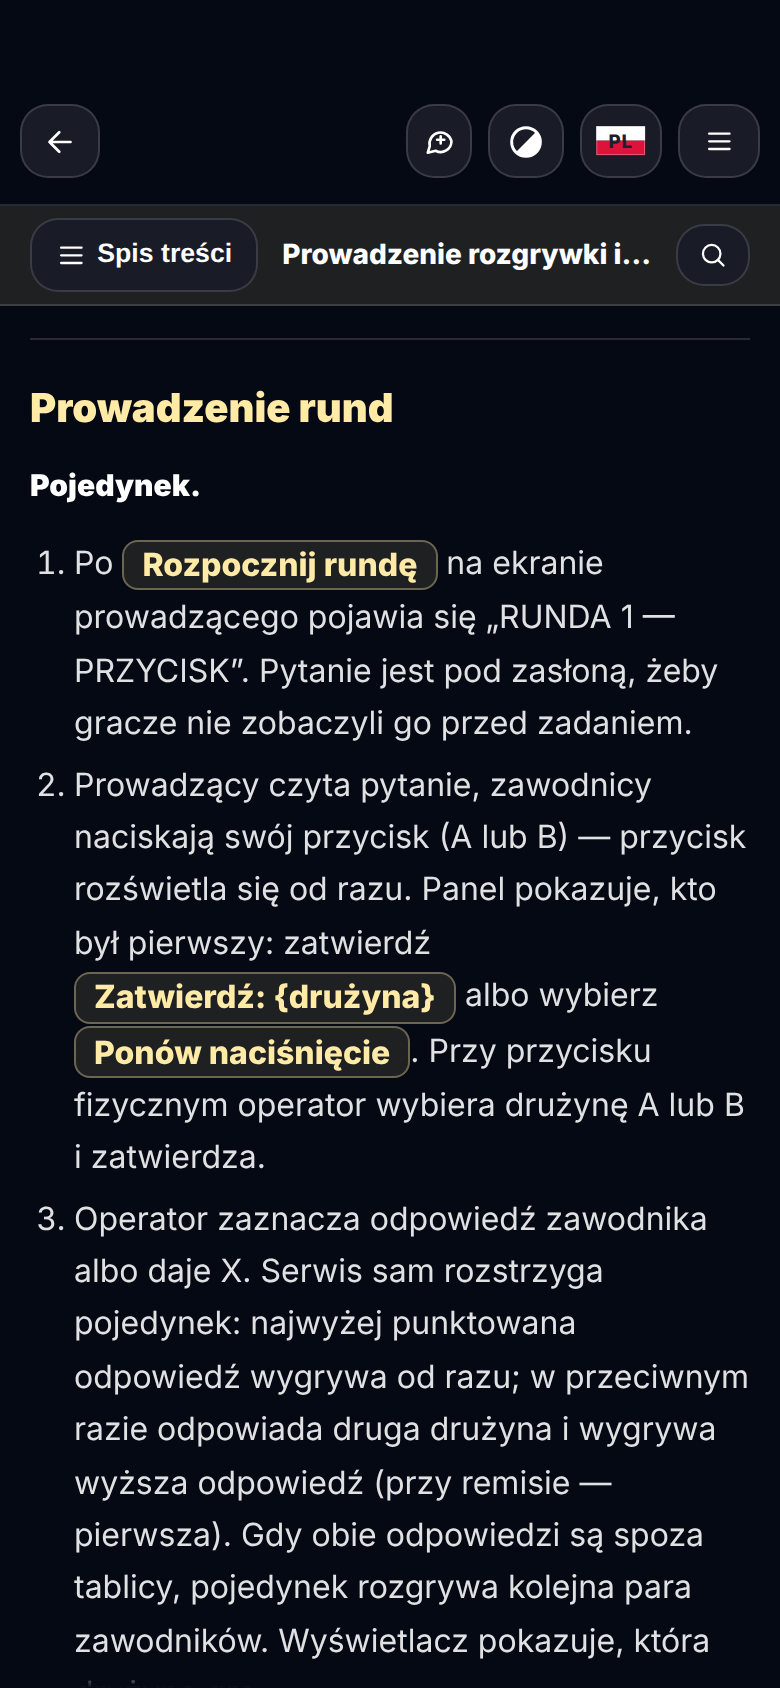 PL
Spis treści
Prowadzenie rozgrywki i...
Prowadzenie rund
Pojedynek.
1. Po Rozpocznij rundę na ekranie
prowadzącego pojawia się „RUNDA 1 —
PRZYCISK”. Pytanie jest pod zasłoną, żeby
gracze nie zobaczyli go przed zadaniem.
2. Prowadzący czyta pytanie, zawodnicy
naciskają swój przycisk (A lub B) — przycisk
rozświetla się od razu. Panel pokazuje, kto
był pierwszy: zatwierdź
Zatwierdź: {drużyna} albo wybierz
Ponów naciśnięcie. Przy przycisku
fizycznym operator wybiera drużynę A lub B
i zatwierdza.
3. Operator zaznacza odpowiedź zawodnika
albo daje X. Serwis sam rozstrzyga
pojedynek: najwyżej punktowana
odpowiedź wygrywa od razu; w przeciwnym
razie odpowiada druga drużyna i wygrywa
wyższa odpowiedź (przy remisie —
pierwsza). Gdy obie odpowiedzi są spoza
tablicy, pojedynek rozgrywa kolejna para
zawodników. Wyświetlacz pokazuje, która